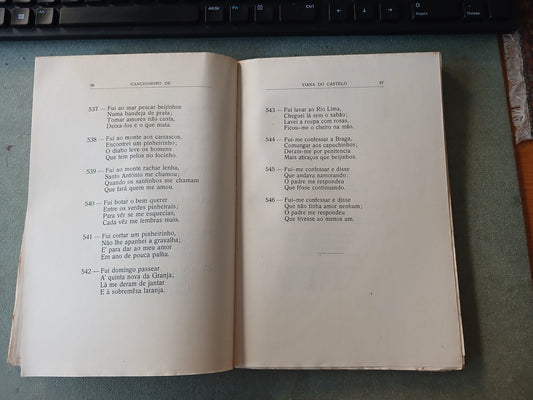 AltGr
Fn
Ctrl
Enter
Ins
96 CANCIONEIRO DE
537 — Fui ao mar pescar beijinhos
Numa bandeja de prata;
Tomar amores não custa,
Deixa-los é o que mata.
538 — Fui ao monte aos carrascos,
Encontrei um pinheirinho;
O diabo leve os homens
Que tem pelos no focinho.
539 — Fui ao monte rachar lenha,
Santo António me chamou;
Quando os santinhos me chamam
Que fará quem me amou.
540 — Fui botar o bem querer
Entre os verdes pinheirais;
Para vêr se me esquecias,
Cada vez me lembras mais.
541 — Fui cortar um pinheirinho,
Não lhe apanhei a gravalha;
E' para dar ao meu amor
Em ano de pouca palha.
542 — Fui domingo passear
A' quinta nova da Granja;
Lá me deram de jantar
E à sobremêsa laranja.
VIANA DO CASTELO 97
543 — Fui lavar ao Rio Lima,
Cheguei lá sem o sabão;
Lavei a roupa com rosas,
Ficou-me o cheiro na mão.
544 — Fui-me confessar a Braga,
Comungar aos capuchinhos;
Deram-me por penitencia
Mais abraços que beijinhos.
545 — Fui-me confessar e disse
Que andava namorando;
O padre me respondeu
Que fôsse continuando.
546 — Fui-me confessar e disse
Que não tinha amor nenhum;
O padre me respondeu
Que tivesse ao menos um.